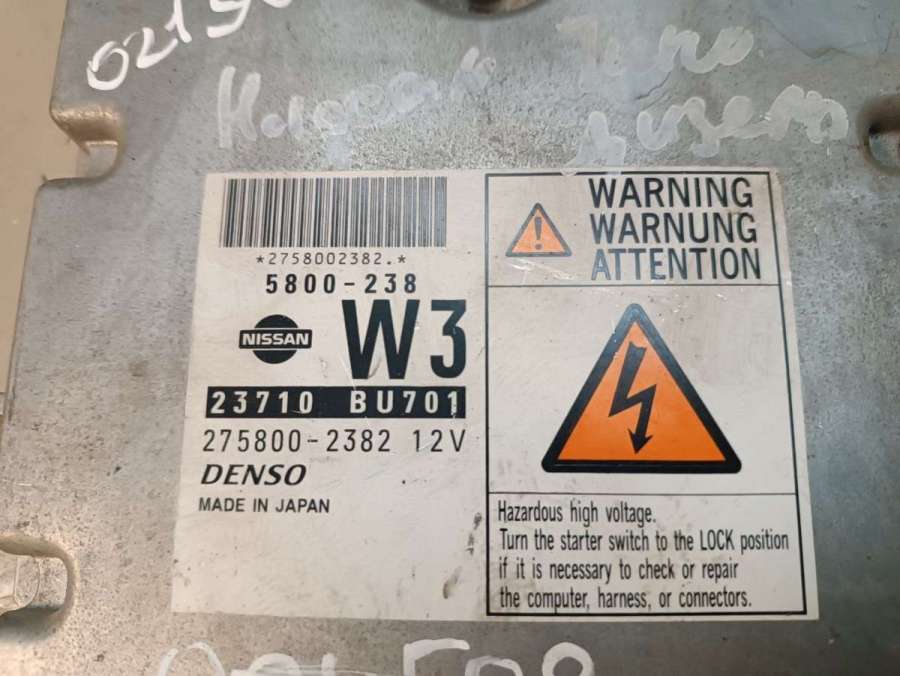 *2758002382.*
5800-238
NISSAN
W3
23710 BU701
275800-2382 12V
DENSO
MADE IN JAPAN
WARNING
WARNUNG
ATTENTION
Hazardous high voltage.
Turn the starter switch to the LOCK position
if it is necessary to check or repair
the computer, harness, or connectors.